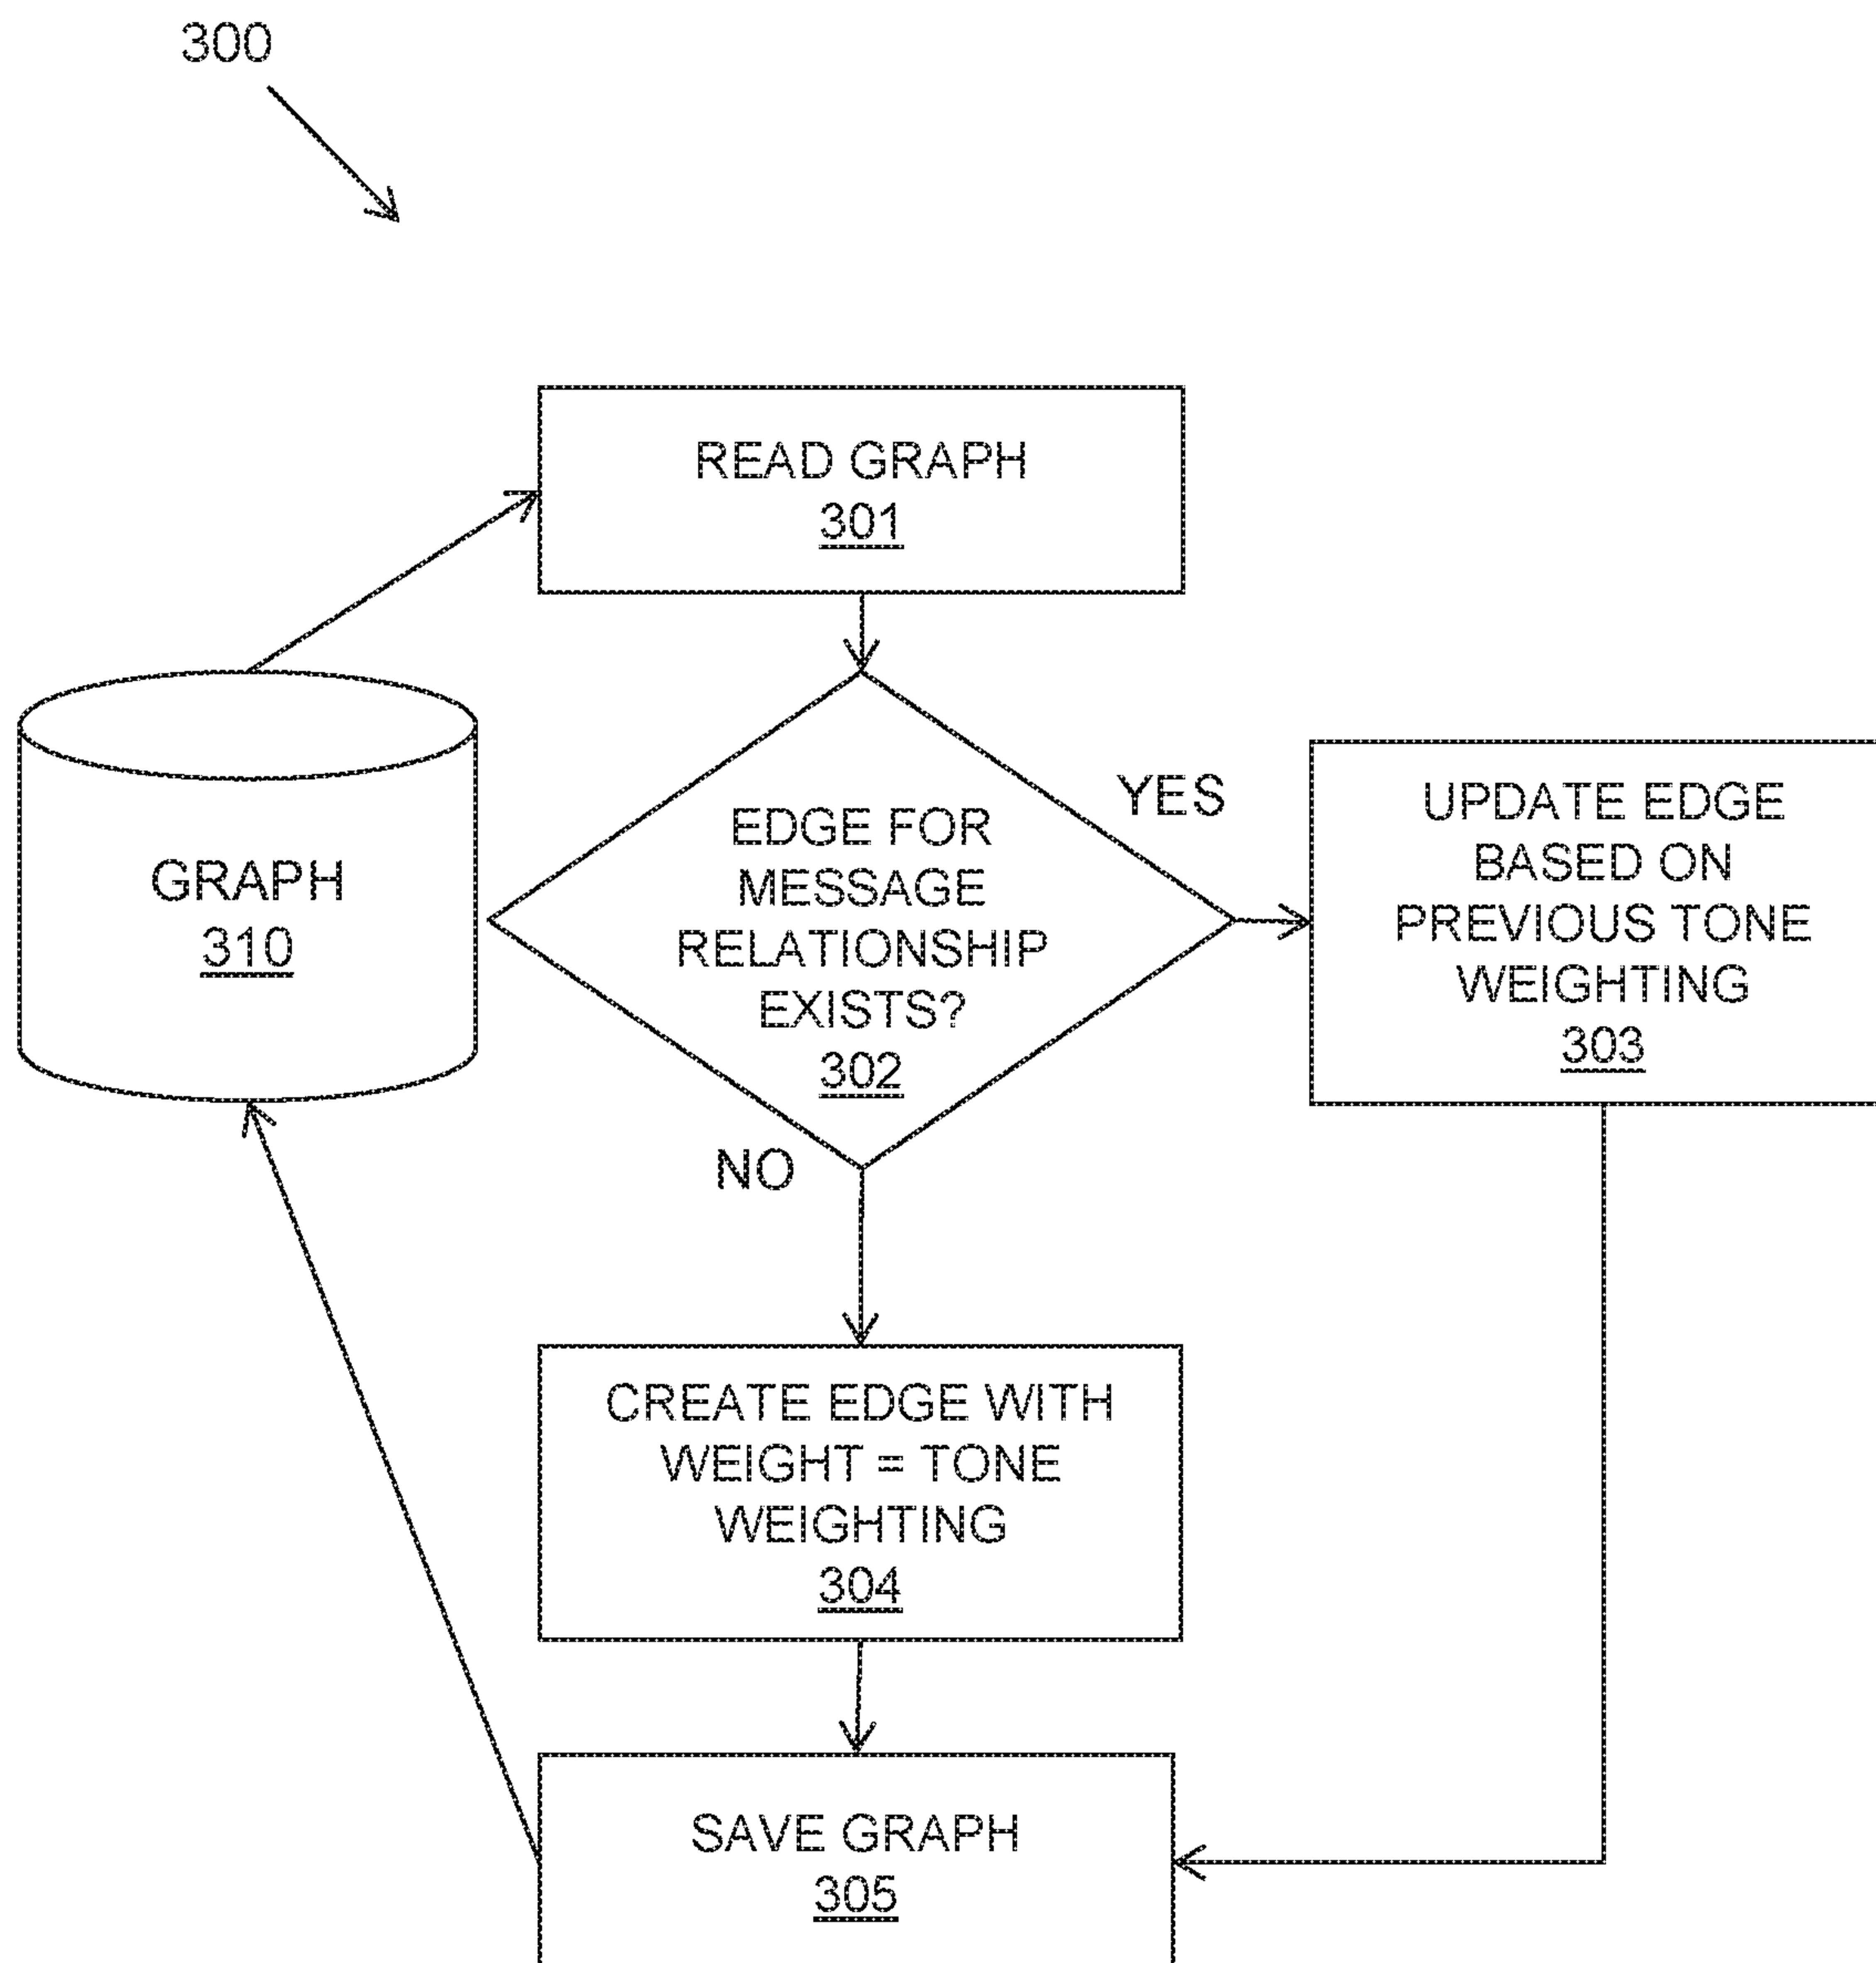 300
READ GRAPH
301
GRAPH
310
EDGE FOR
MESSAGE
RELATIONSHIP
EXISTS?
302
YES
NO
UPDATE EDGE
BASED ON
PREVIOUS TONE
WEIGHTING
303
CREATE EDGE WITH
WEIGHT = TONE
WEIGHTING
304
SAVE GRAPH
305